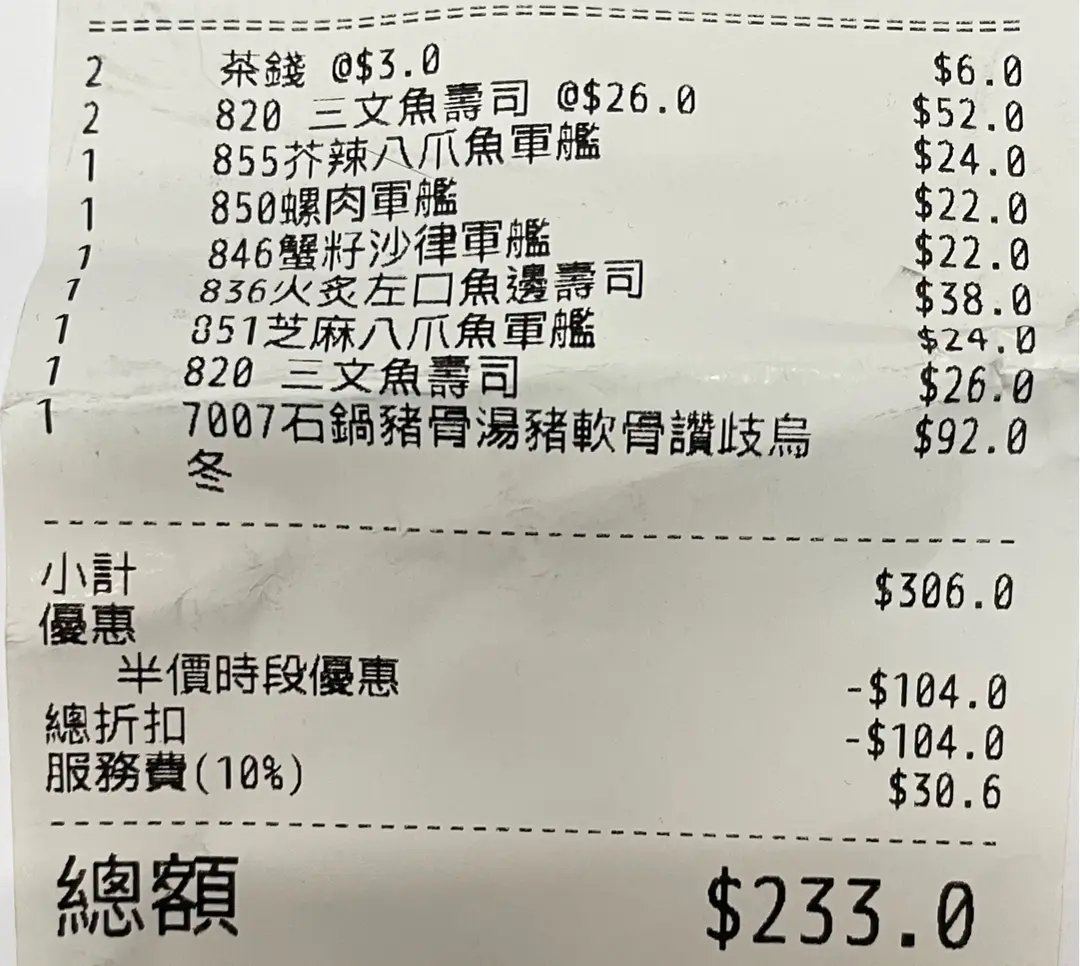 2 茶錢 @$3.0 $6.0
2 820 三文魚壽司 @$26.0 $52.0
1 855芥辣八爪魚軍艦 $24.0
1 850螺肉軍艦 $22.0
1 846蟹籽沙律軍艦 $22.0
1 836火炙左口魚邊壽司 $38.0
1 851芝麻八爪魚軍艦 $24.0
1 820 三文魚壽司 $26.0
1 7007石鍋豬骨湯豬軟骨讚歧烏 $92.0
冬
小計 $306.0
優惠
半價時段優惠 -$104.0
總折扣 -$104.0
服務費(10%) $30.6
總額 $233.0